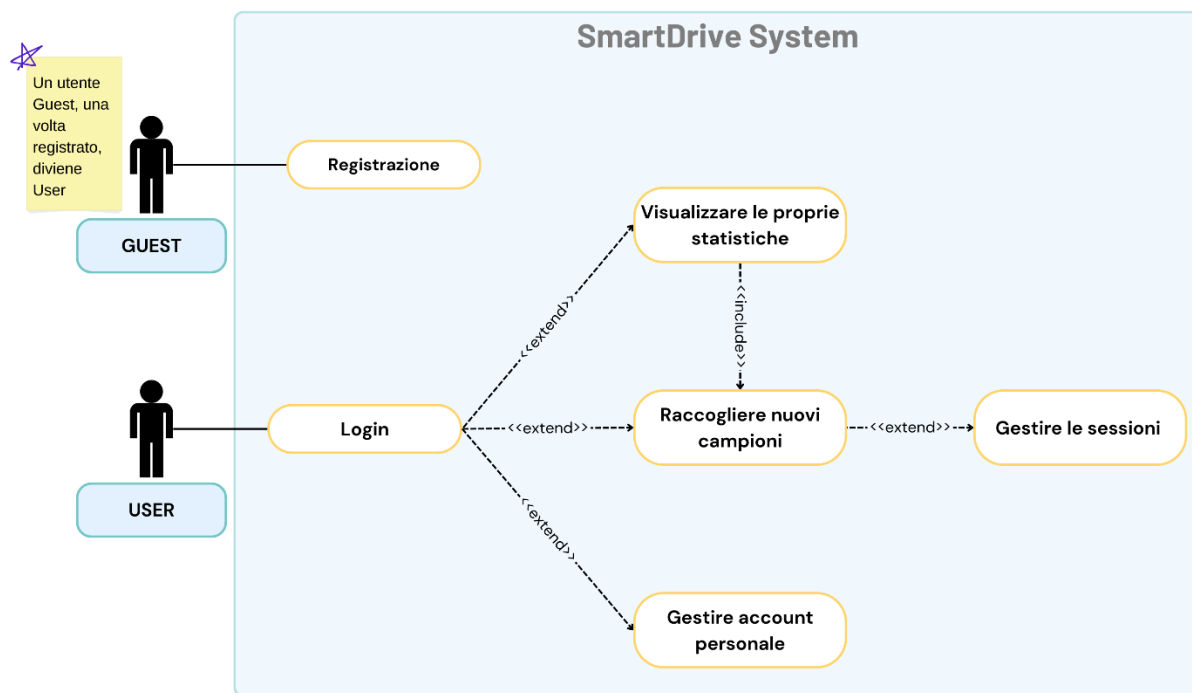 SmartDrive System
Un utente
Guest, una
volta
registrato,
diviene
User
GUEST
Registrazione
Visualizzare le proprie
statistiche
<<extend>>
<<include>>
USER
Login
<<extend>>
Raccogliere nuovi
campioni
<<extend>>
Gestire le sessioni
<<extend>>
Gestire account
personale